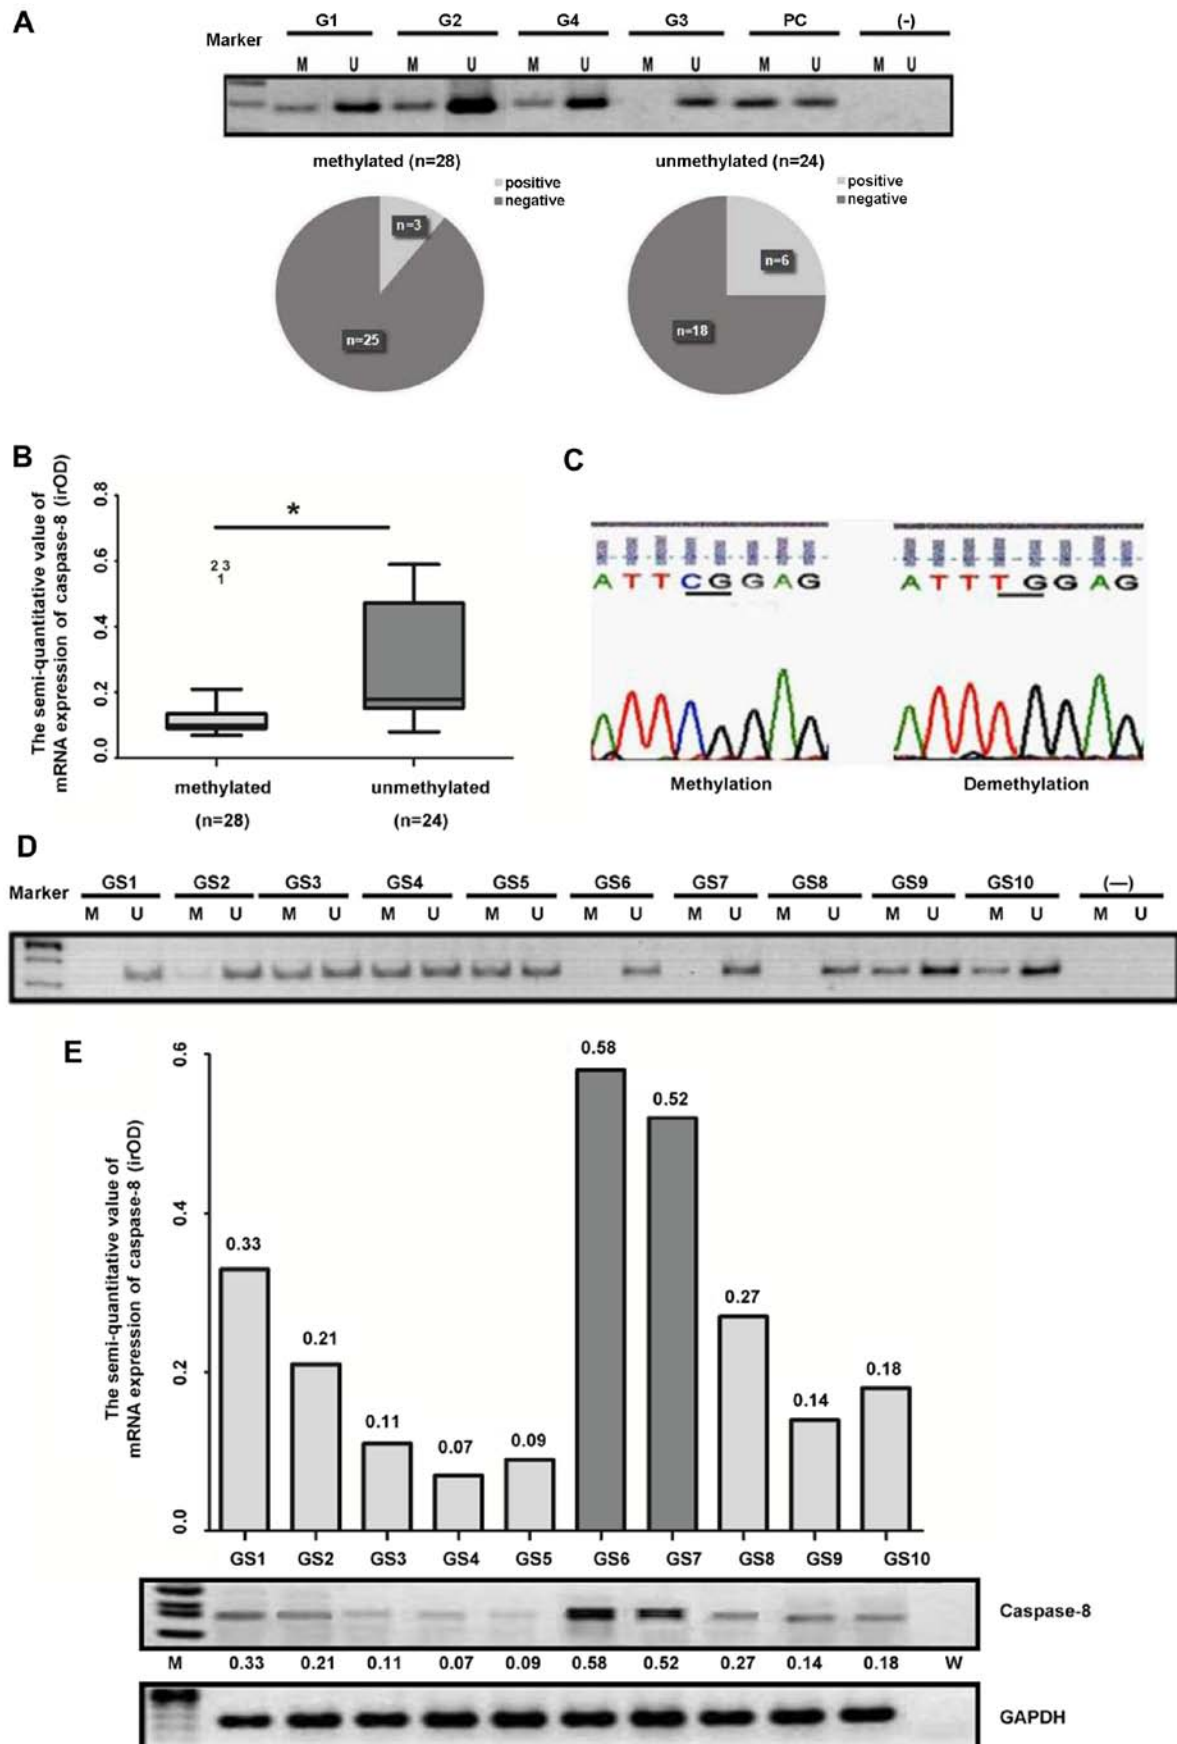 A
Marker G1 G2 G4 G3 PC (-)
M U M U M U M U M U M U
methylated (n=28)
positive
negative
n=3
n=25
unmethylated (n=24)
positive
negative
n=6
n=18
B
The semi-quantitative value of
mRNA expression of caspase-8 (irOD)
0.8
0.6
0.4
0.2
0.0
*
2 3
1
methylated unmethylated
(n=28) (n=24)
C
A T T C G G A G
Methylation
A T T T G G A G
Demethylation
D
Marker GS1 GS2 GS3 GS4 GS5 GS6 GS7 GS8 GS9 GS10 (—)
M U M U M U M U M U M U M U M U M U M U M U
E
The semi-quantitative value of
mRNA expression of caspase-8 (irOD)
0.6
0.4
0.2
0.0
0.33
0.21
0.11
0.07
0.09
0.58
0.52
0.27
0.14
0.18
GS1 GS2 GS3 GS4 GS5 GS6 GS7 GS8 GS9 GS10
Caspase-8
M 0.33 0.21 0.11 0.07 0.09 0.58 0.52 0.27 0.14 0.18 W
GAPDH